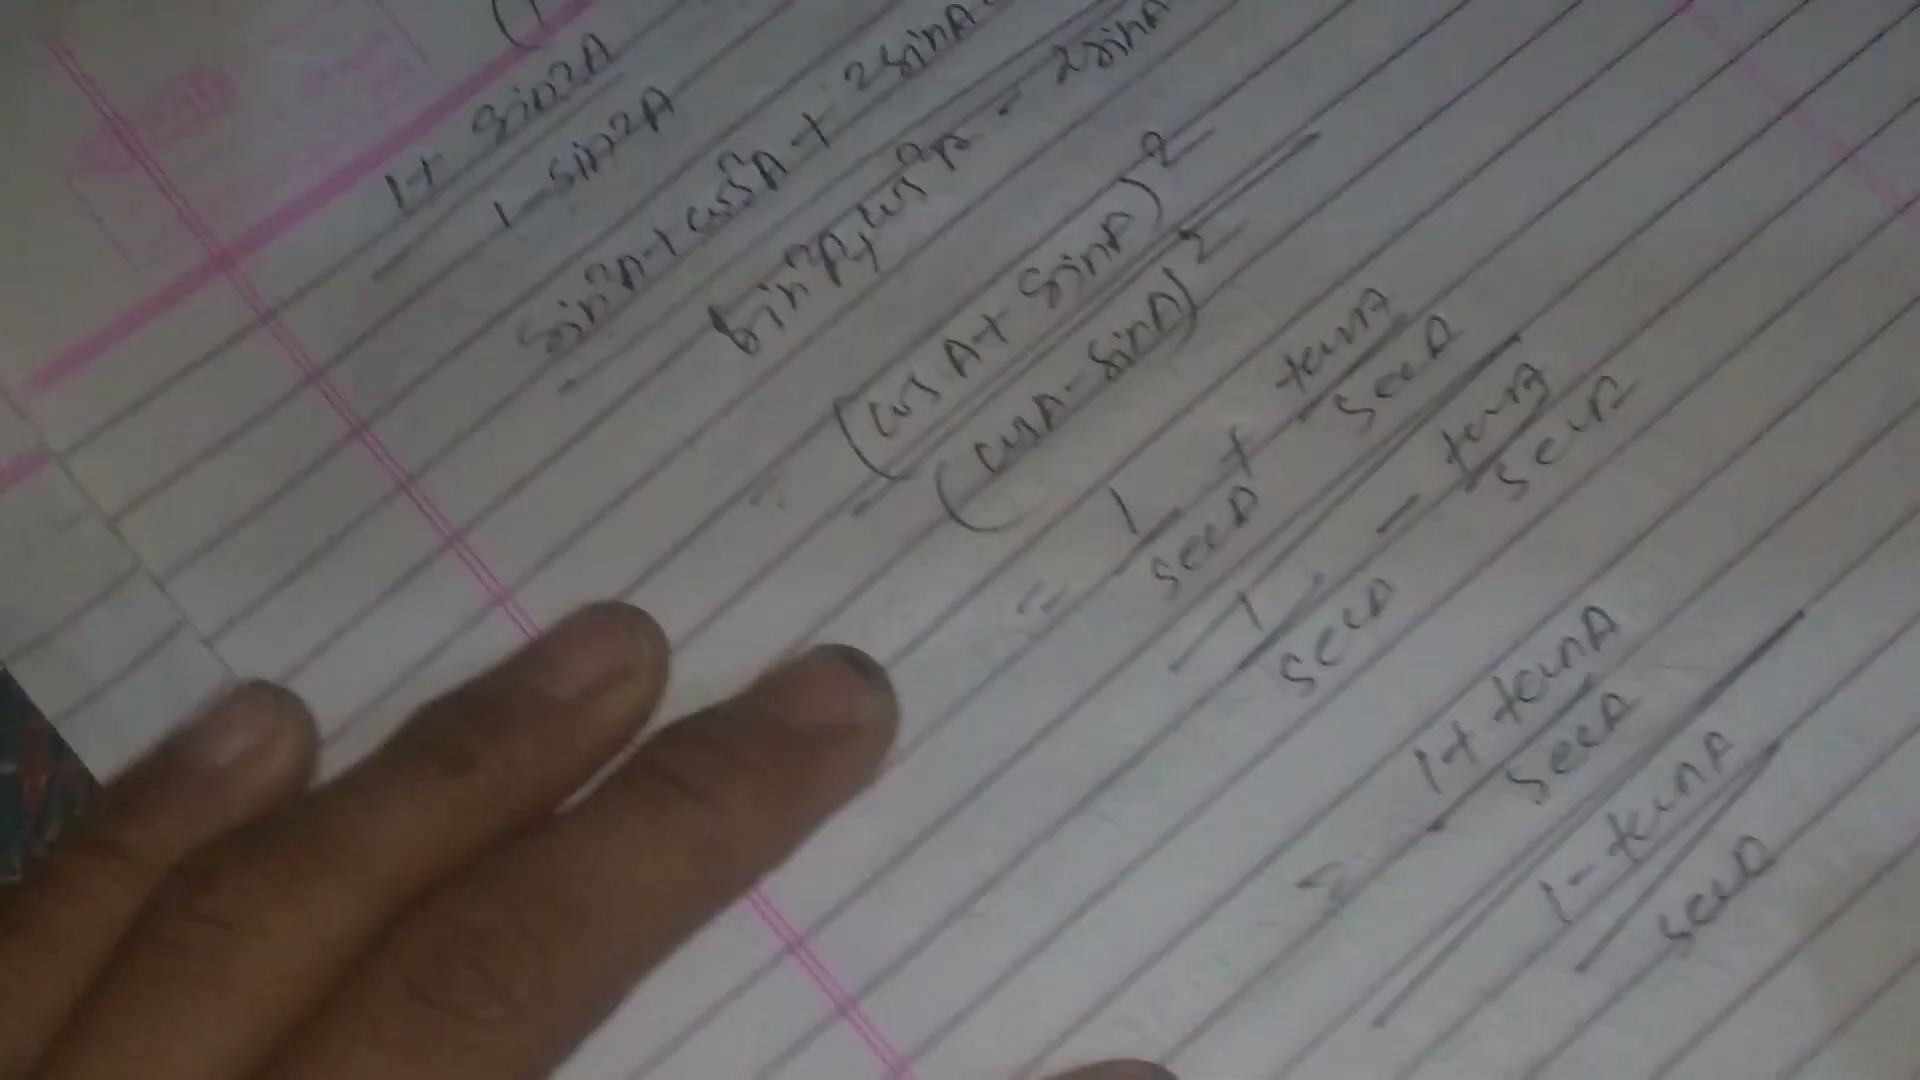 (1
1 + sin2A
1 - sin2A
sin²A + cos²A + 2sinA
sin²A + cos²A - 2sinA
= (cosA + sinA)²
(cosA - sinA)²
= 1/secA + tanA/secA
1/secA - tanA/secA
= 1 + tanA
secA
1 - tanA
secA